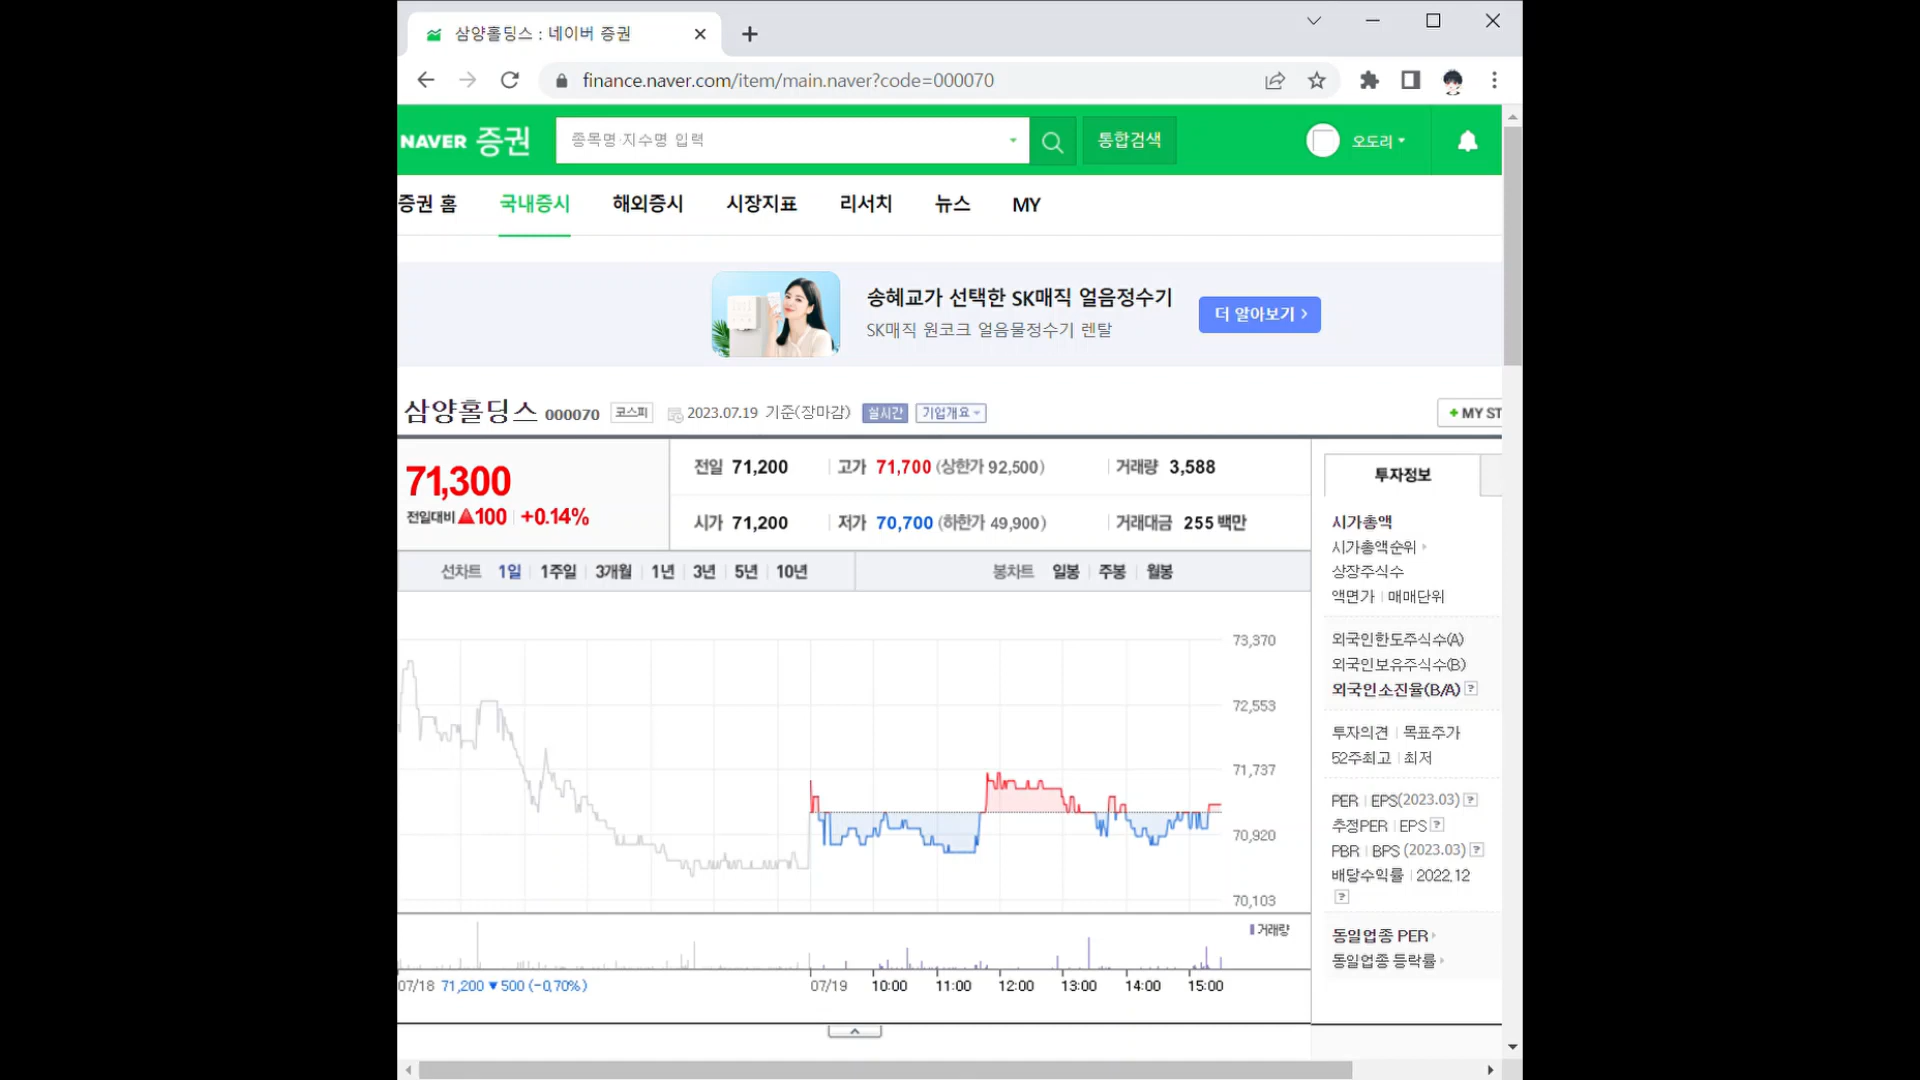 삼양홀딩스 : 네이버 증권
finance.naver.com/item/main.naver?code=000070
NAVER 증권 종목명·지수명 입력 통합검색 오도리
증권 홈 국내증시 해외증시 시장지표 리서치 뉴스 MY
송혜교가 선택한 SK매직 얼음정수기
SK매직 원코크 얼음물정수기 렌탈
더 알아보기 >
삼양홀딩스 000070 코스피 2023.07.19 기준(장마감) 실시간 기업개요 + MY ST
71,300
전일대비 ▲100 +0.14%
전일 71,200 고가 71,700 (상한가 92,500) 거래량 3,588
시가 71,200 저가 70,700 (하한가 49,900) 거래대금 255 백만
선차트 1일 1주일 3개월 1년 3년 5년 10년 봉차트 일봉 주봉 월봉
73,370
72,553
71,737
70,920
70,103
거래량
07/18 71,200 ▼ 500 (-0.70%) 07/19 10:00 11:00 12:00 13:00 14:00 15:00
투자정보
시가총액
시가총액순위
상장주식수
액면가 | 매매단위
외국인한도주식수(A)
외국인보유주식수(B)
외국인소진율(B/A) ?
투자의견 | 목표주가
52주최고 | 최저
PER | EPS(2023.03) ?
추정PER | EPS ?
PBR | BPS (2023.03) ?
배당수익률 | 2022.12
?
동일업종 PER
동일업종 등락률